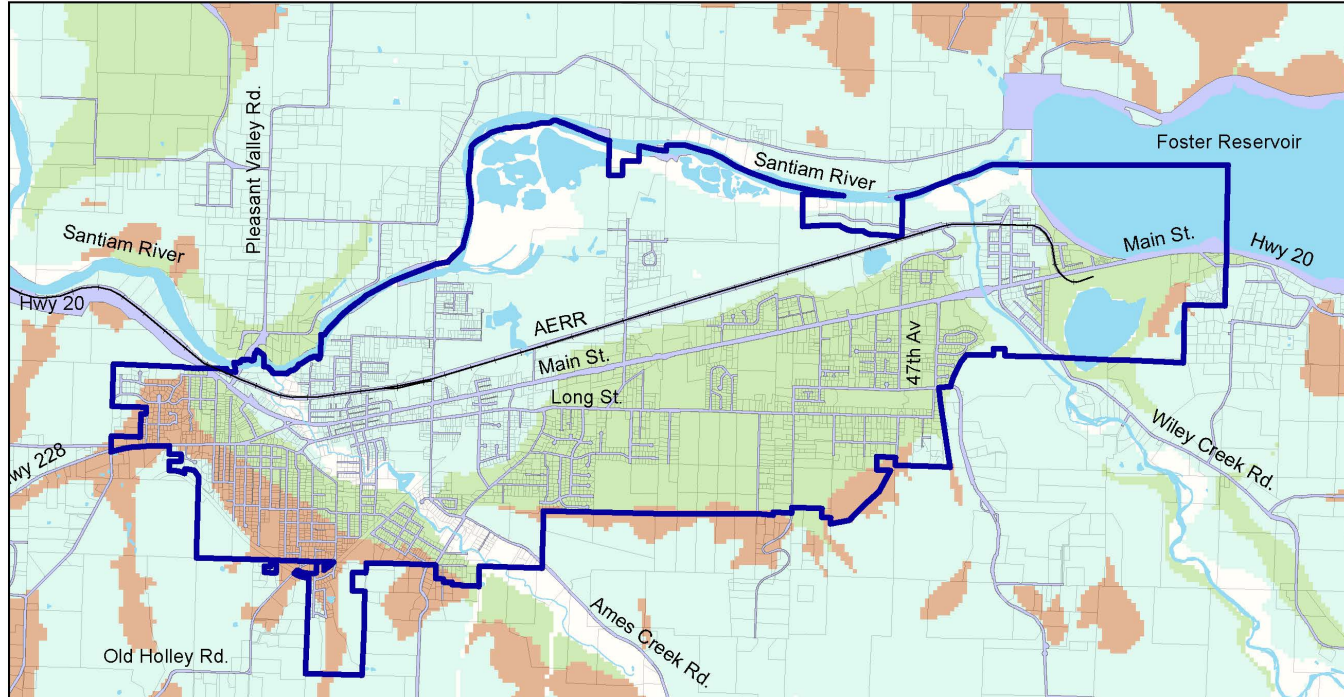 Pleasant Valley Rd.
Foster Reservoir
Santiam River
Santiam River
Main St.
Hwy 20
Hwy 20
AERR
Main St.
47th Av
Long St.
Hwy 228
Wiley Creek Rd.
Ames Creek Rd.
Old Holley Rd.